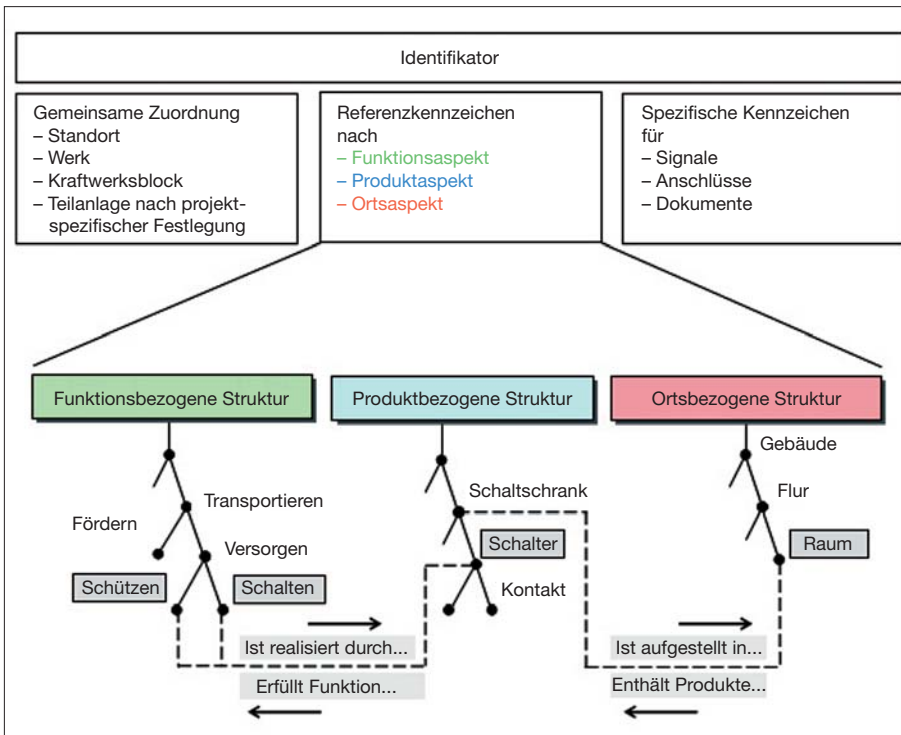 Identifikator
Gemeinsame Zuordnung
– Standort
– Werk
– Kraftwerksblock
– Teilanlage nach projekt-
spezifischer Festlegung
Referenzkennzeichen
nach
– Funktionsaspekt
– Produktaspekt
– Ortsaspekt
Spezifische Kennzeichen
für
– Signale
– Anschlüsse
– Dokumente
Funktionsbezogene Struktur
Produktbezogene Struktur
Ortsbezogene Struktur
Transportieren
Fördern
Versorgen
Schützen
Schalten
Schaltschrank
Schalter
Kontakt
Gebäude
Flur
Raum
Ist realisiert durch...
Erfüllt Funktion...
Ist aufgestellt in...
Enthält Produkte...